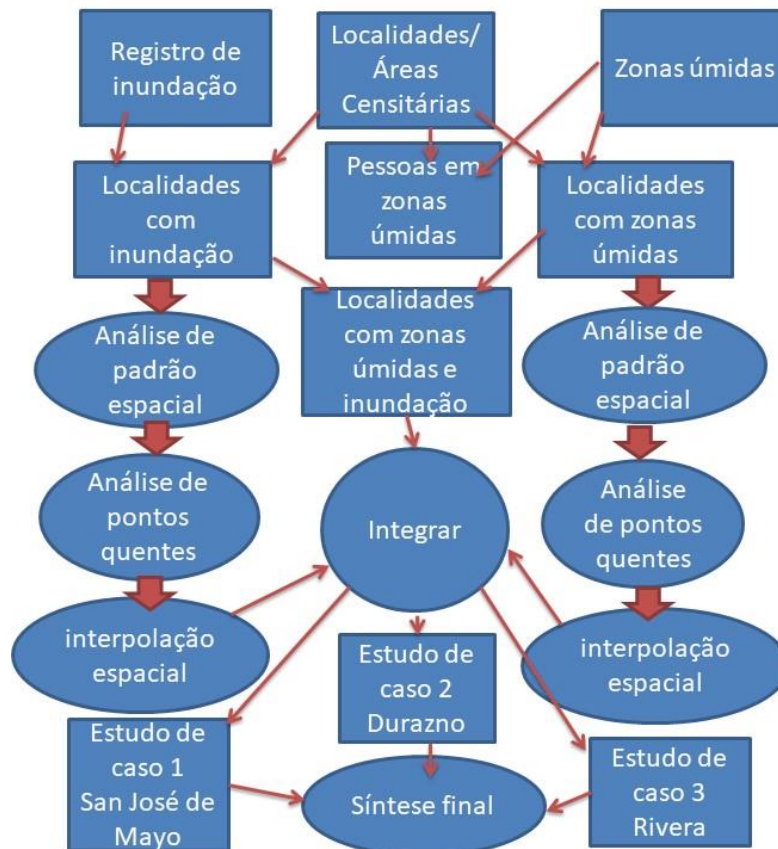 Registro de
inundação
Localidades/
Áreas
Censitárias
Zonas úmidas
Localidades
com
inundação
Pessoas em
zonas
úmidas
Localidades
com zonas
úmidas
Localidades
com zonas
úmidas e
inundação
Análise de
padrão
espacial
Análise de
padrão
espacial
Análise de
pontos
quentes
Integrar
Análise
de pontos
quentes
interpolação
espacial
Estudo de
caso 2
Durazno
interpolação
espacial
Estudo de
caso 1
San José de
Mayo
Síntese final
Estudo de
caso 3
Rivera